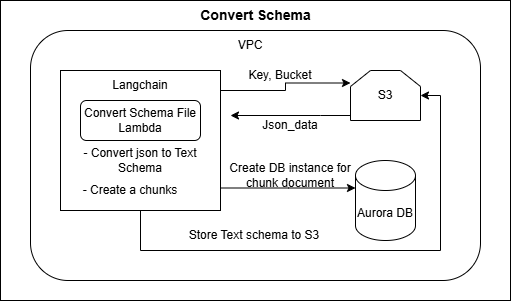 Convert Schema
VPC
Langchain
Convert Schema File
Lambda
- Convert json to Text
Schema
- Create a chunks
Key, Bucket
S3
Json_data
Create DB instance for
chunk document
Aurora DB
Store Text schema to S3